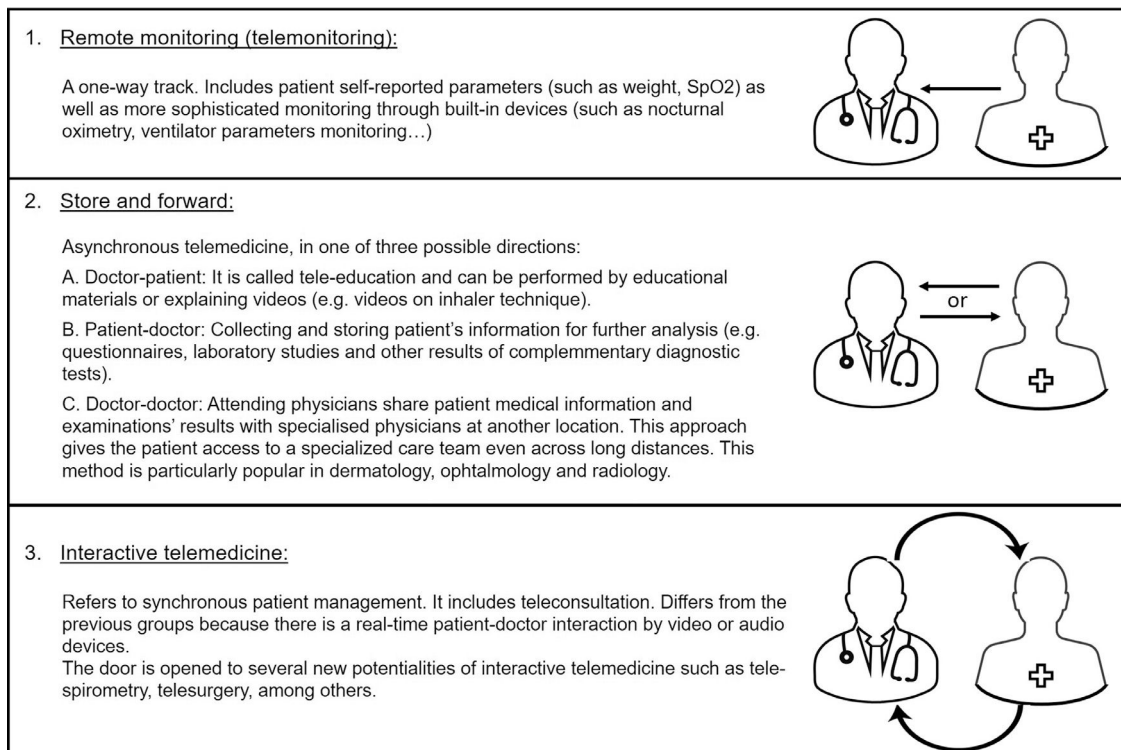 1. Remote monitoring (telemonitoring):
A one-way track. Includes patient self-reported parameters (such as weight, SpO2) as
well as more sophisticated monitoring through built-in devices (such as nocturnal
oximetry, ventilator parameters monitoring…)
2. Store and forward:
Asynchronous telemedicine, in one of three possible directions:
A. Doctor-patient: It is called tele-education and can be performed by educational
materials or explaining videos (e.g. videos on inhaler technique).
B. Patient-doctor: Collecting and storing patient’s information for further analysis (e.g.
questionnaires, laboratory studies and other results of complemmentary diagnostic
tests).
C. Doctor-doctor: Attending physicians share patient medical information and
examinations’ results with specialised physicians at another location. This approach
gives the patient access to a specialized care team even across long distances. This
method is particularly popular in dermatology, ophtalmology and radiology.
or
3. Interactive telemedicine:
Refers to synchronous patient management. It includes teleconsultation. Differs from the
previous groups because there is a real-time patient-doctor interaction by video or audio
devices.
The door is opened to several new potentialities of interactive telemedicine such as tele-
spirometry, telesurgery, among others.